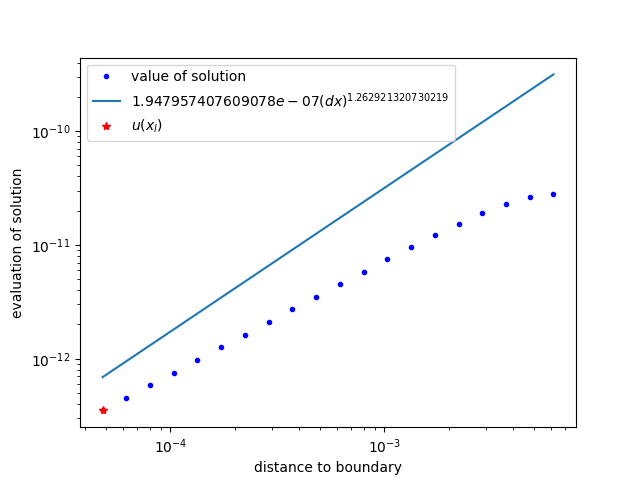 value of solution
1.947957407609078e − 07(dx)^1.262921320730219
u(x_l)
10^−10
10^−11
10^−12
evaluation of solution
10^−4
10^−3
distance to boundary